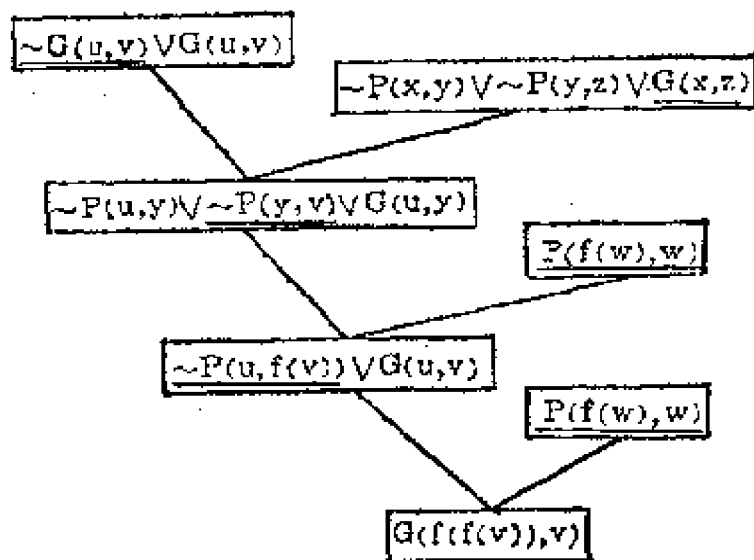 ~G(u,v)∨G(u,v)
~P(x,y)∨~P(y,z)∨G(x,z)
~P(u,y)∨~P(y,v)∨G(u,y)
P(f(w),w)
~P(u,f(v))∨G(u,v)
P(f(w),w)
G(f(f(v)),v)